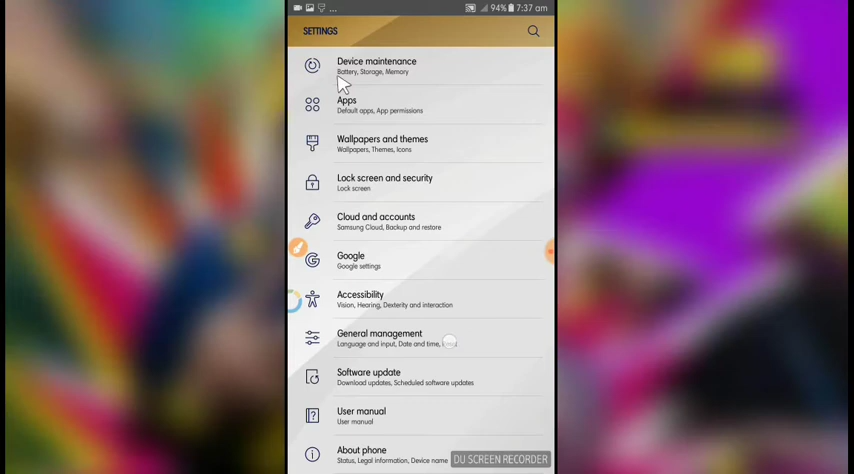 ... 94% 7:37 am
SETTINGS
Device maintenance
Battery, Storage, Memory
Apps
Default apps, App permissions
Wallpapers and themes
Wallpapers, Themes, Icons
Lock screen and security
Lock screen
Cloud and accounts
Samsung Cloud, Backup and restore
Google
Google settings
Accessibility
Vision, Hearing, Dexterity and interaction
General management
Language and input, Date and time,
Software update
Download updates, Scheduled software updates
User manual
User manual
About phone
Status, Legal information, Device name
DU SCREEN RECORDER